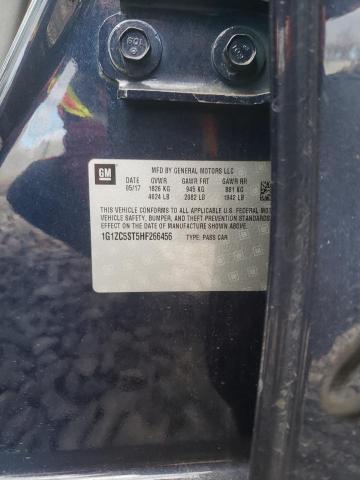 GM
MFD BY GENERAL MOTORS LLC
DATE GVWR GAWR FRT GAWR RR
05/17 1826 KG 945 KG 881 KG
4024 LB 2082 LB 1942 LB
THIS VEHICLE CONFORMS TO ALL APPLICABLE U.S. FEDERAL
VEHICLE SAFETY, BUMPER, AND THEFT PREVENTION STANDARDS
EFFECT ON THE DATE OF MANUFACTURE SHOWN ABOVE.
1G1ZC5ST5HF266456 TYPE: PASS CAR